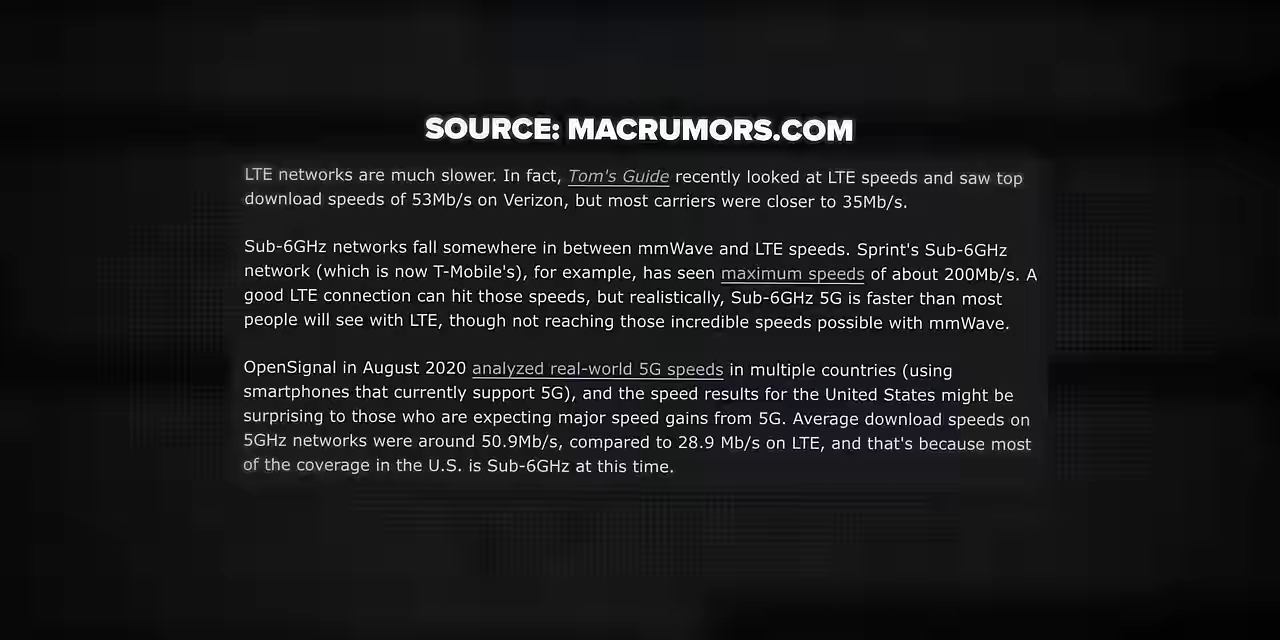 SOURCE: MACRUMORS.COM
LTE networks are much slower. In fact, Tom's Guide recently looked at LTE speeds and saw top
download speeds of 53Mb/s on Verizon, but most carriers were closer to 35Mb/s.
Sub-6GHz networks fall somewhere in between mmWave and LTE speeds. Sprint's Sub-6GHz
network (which is now T-Mobile's), for example, has seen maximum speeds of about 200Mb/s. A
good LTE connection can hit those speeds, but realistically, Sub-6GHz 5G is faster than most
people will see with LTE, though not reaching those incredible speeds possible with mmWave.
OpenSignal in August 2020 analyzed real-world 5G speeds in multiple countries (using
smartphones that currently support 5G), and the speed results for the United States might be
surprising to those who are expecting major speed gains from 5G. Average download speeds on
5GHz networks were around 50.9Mb/s, compared to 28.9 Mb/s on LTE, and that's because most
of the coverage in the U.S. is Sub-6GHz at this time.